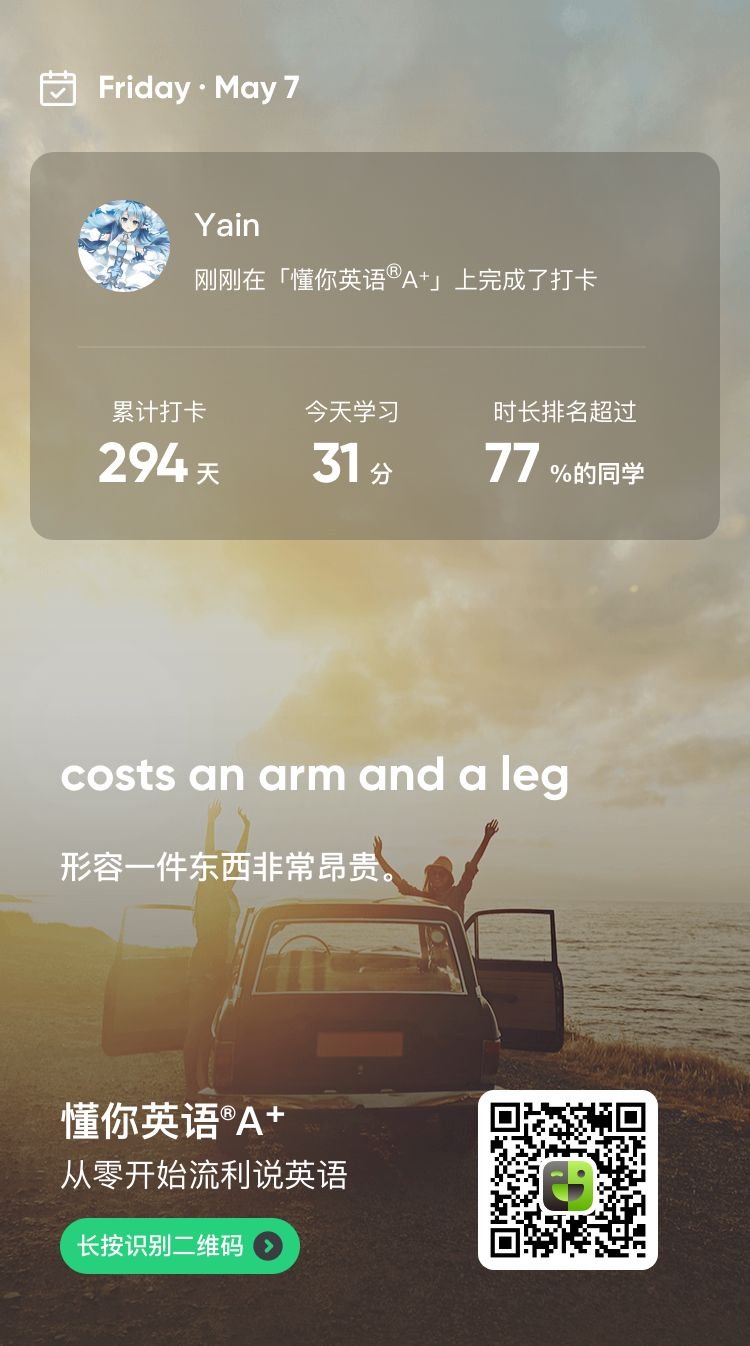 Friday · May 7
Yain
刚刚在「懂你英语®A⁺」上完成了打卡
累计打卡 今天学习 时长排名超过
294 天 31 分 77 %的同学
costs an arm and a leg
形容一件东西非常昂贵。
懂你英语®A⁺
从零开始流利说英语
长按识别二维码